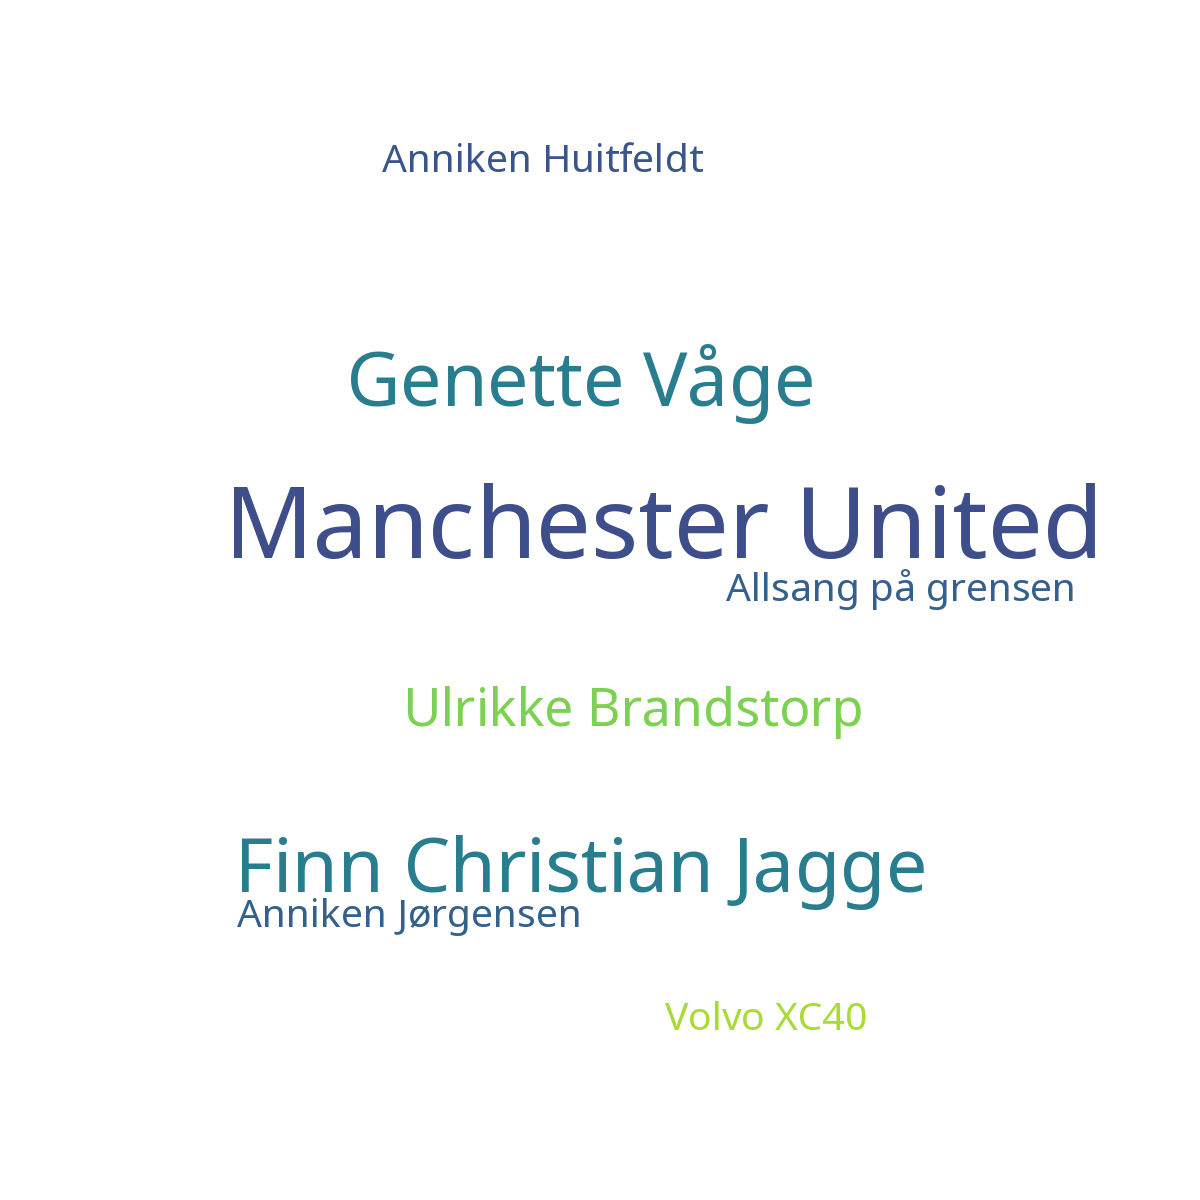 Anniken Huitfeldt
Genette Våge
Manchester United
Allsang på grensen
Ulrikke Brandstorp
Finn Christian Jagge
Anniken Jørgensen
Volvo XC40